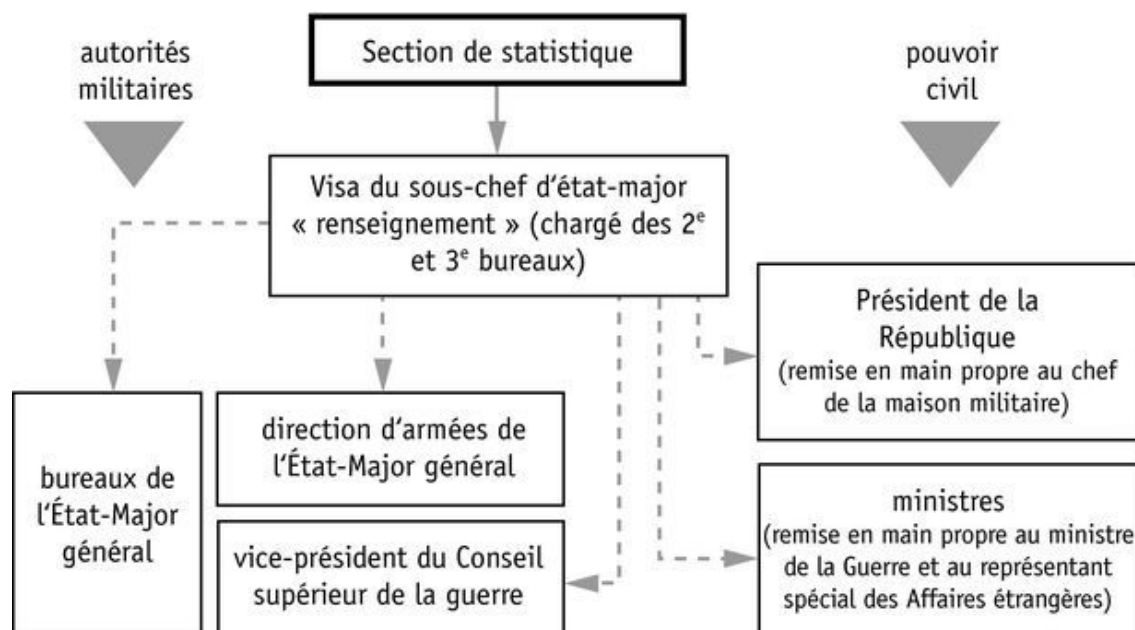 autorités
militaires
Section de statistique
pouvoir
civil
Visa du sous-chef d’état-major
« renseignement » (chargé des 2e
et 3e bureaux)
Président de la
République
(remise en main propre au chef
de la maison militaire)
bureaux de
l’État-Major
général
direction d’armées de
l’État-Major général
vice-président du Conseil
supérieur de la guerre
ministres
(remise en main propre au ministre
de la Guerre et au représentant
spécial des Affaires étrangères)